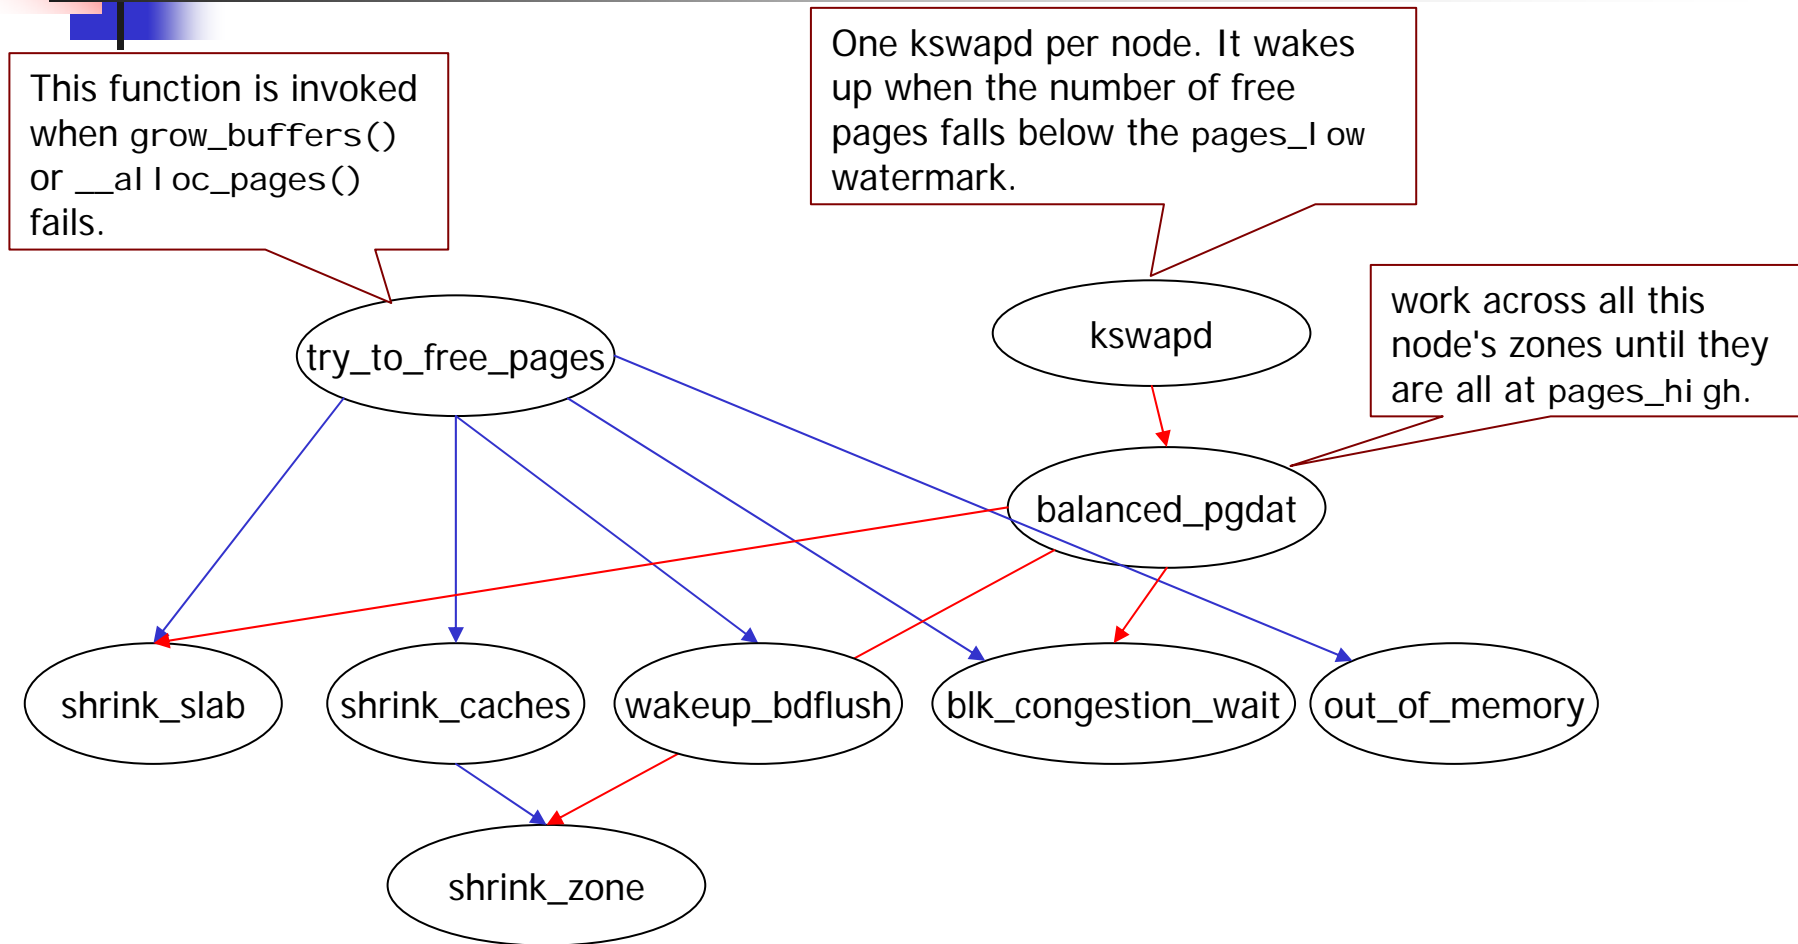 This function is invoked
when grow_buffers()
or __alloc_pages()
fails.
One kswapd per node. It wakes
up when the number of free
pages falls below the pages_low
watermark.
work across all this
node's zones until they
are all at pages_high.
try_to_free_pages
kswapd
balanced_pgdat
shrink_slab
shrink_caches
wakeup_bdflush
blk_congestion_wait
out_of_memory
shrink_zone